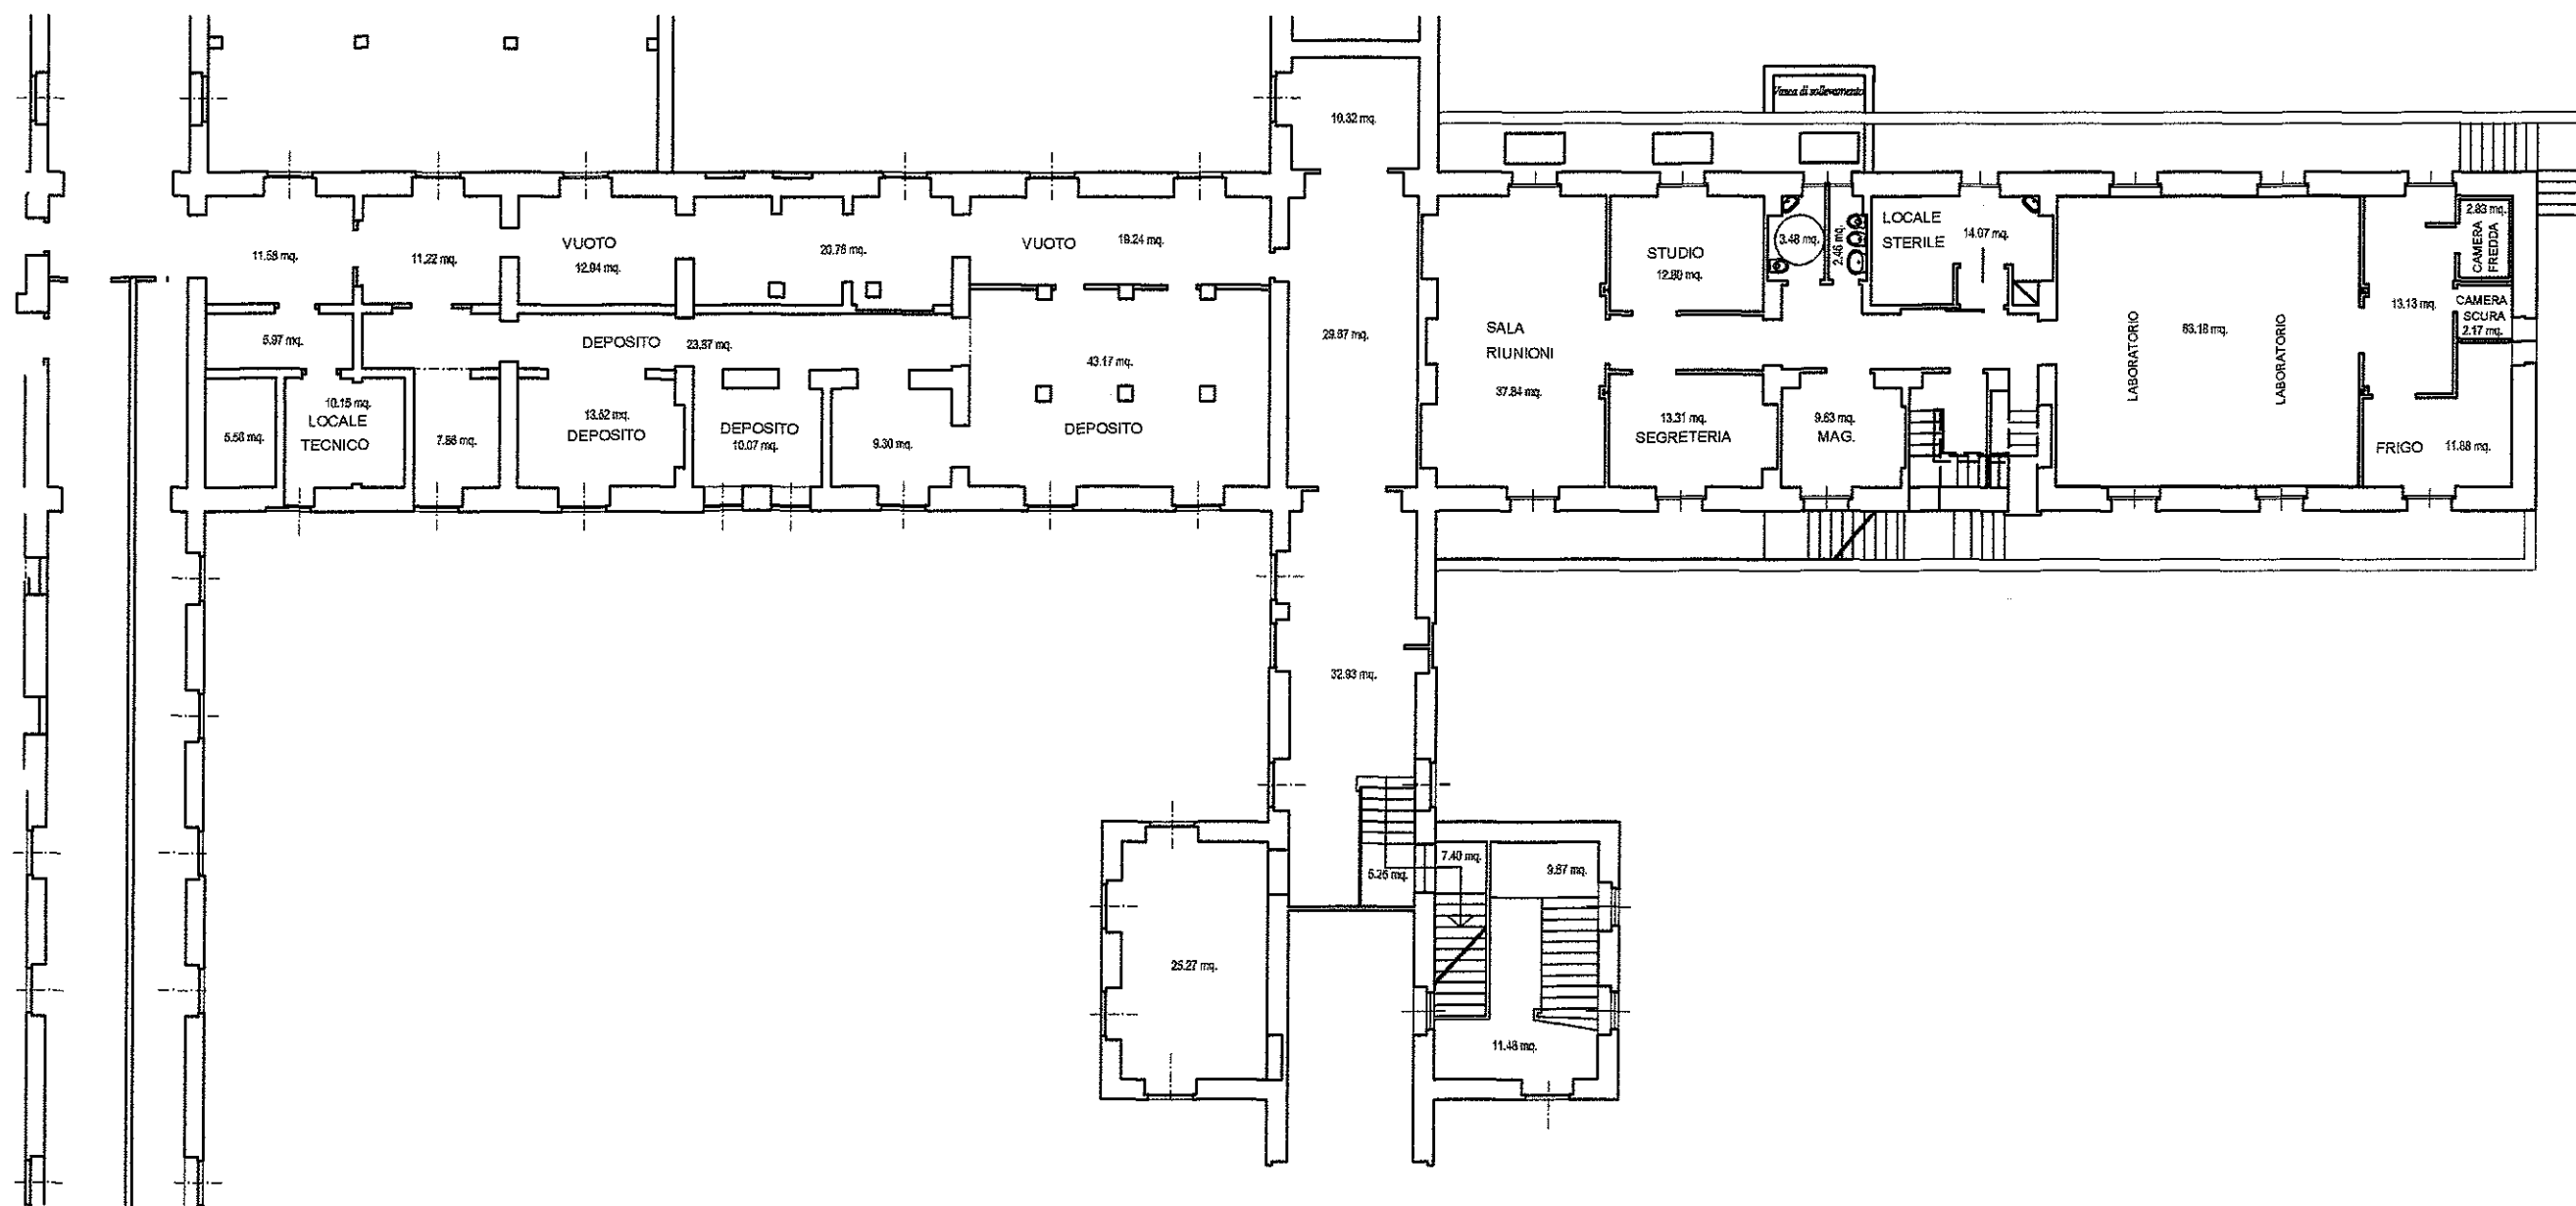 Vasca di sollevamento
10.32 mq.
2.83 mq.
CAMERA
FREDDA
LOCALE
STERILE
14.07 mq.
3.48 mq.
2.46 mq.
VUOTO
12.94 mq.
11.58 mq.
11.22 mq.
20.76 mq.
VUOTO
19.24 mq.
STUDIO
12.80 mq.
13.13 mq.
CAMERA
SCURA
2.17 mq.
5.97 mq.
DEPOSITO
23.37 mq.
43.17 mq.
29.87 mq.
SALA
RIUNIONI
37.84 mq.
LABORATORIO
63.18 mq.
LABORATORIO
10.15 mq.
LOCALE
TECNICO
5.58 mq.
7.88 mq.
13.52 mq.
DEPOSITO
DEPOSITO
10.07 mq.
9.30 mq.
DEPOSITO
13.31 mq.
SEGRETERIA
9.63 mq.
MAG.
FRIGO
11.88 mq.
32.93 mq.
7.40 mq.
5.25 mq.
9.87 mq.
25.27 mq.
11.48 mq.